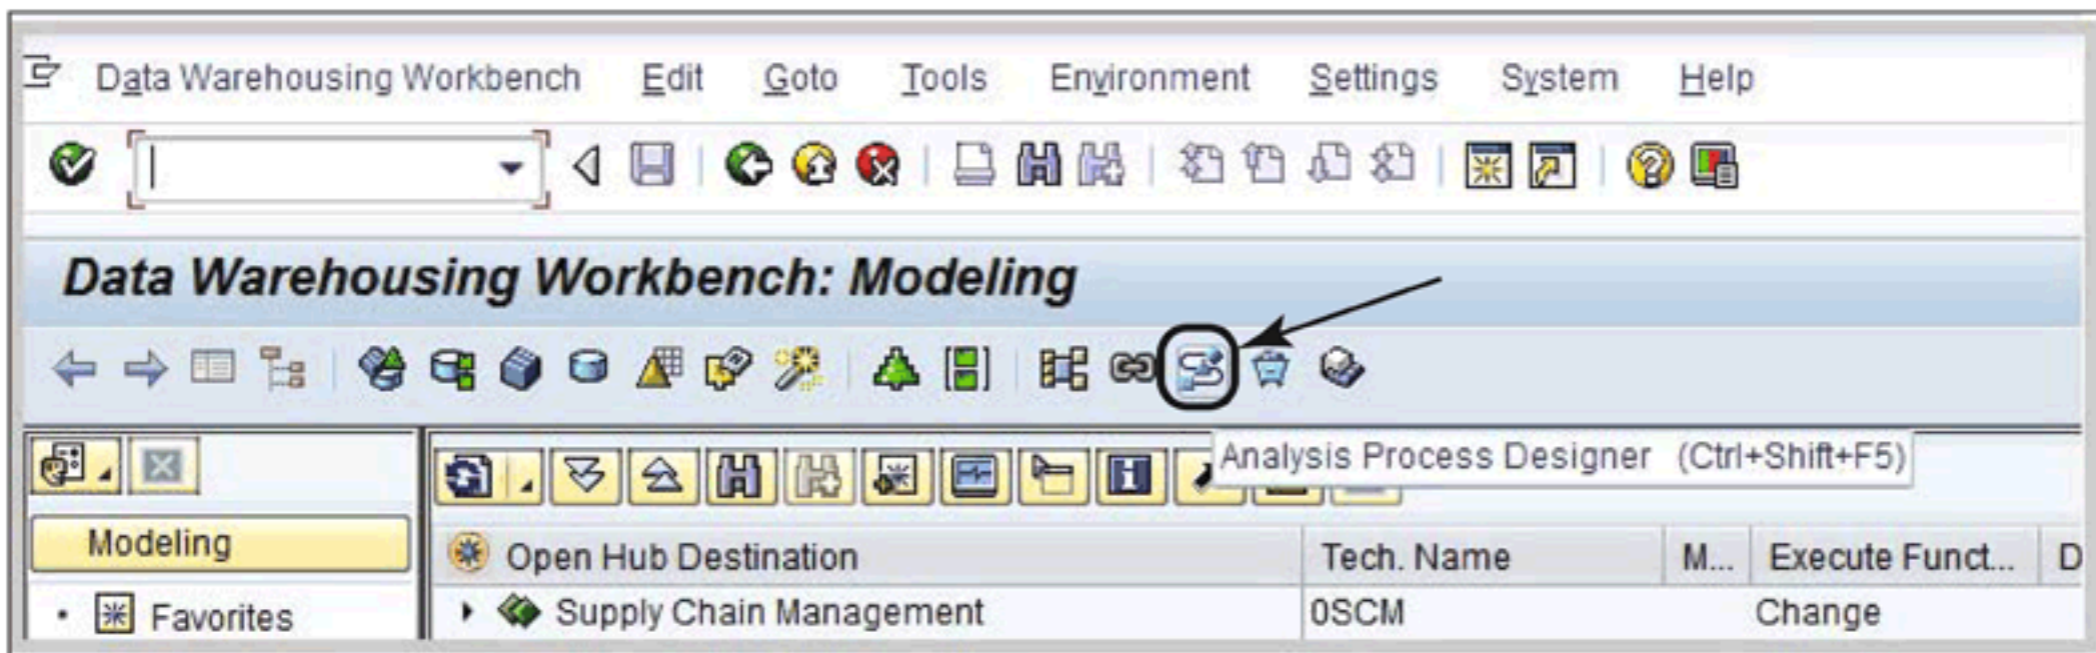 Data Warehousing Workbench Edit Goto Tools Environment Settings System Help
Data Warehousing Workbench: Modeling
Analysis Process Designer (Ctrl+Shift+F5)
Modeling
Open Hub Destination Tech. Name M... Execute Funct... D
Favorites
Supply Chain Management 0SCM Change